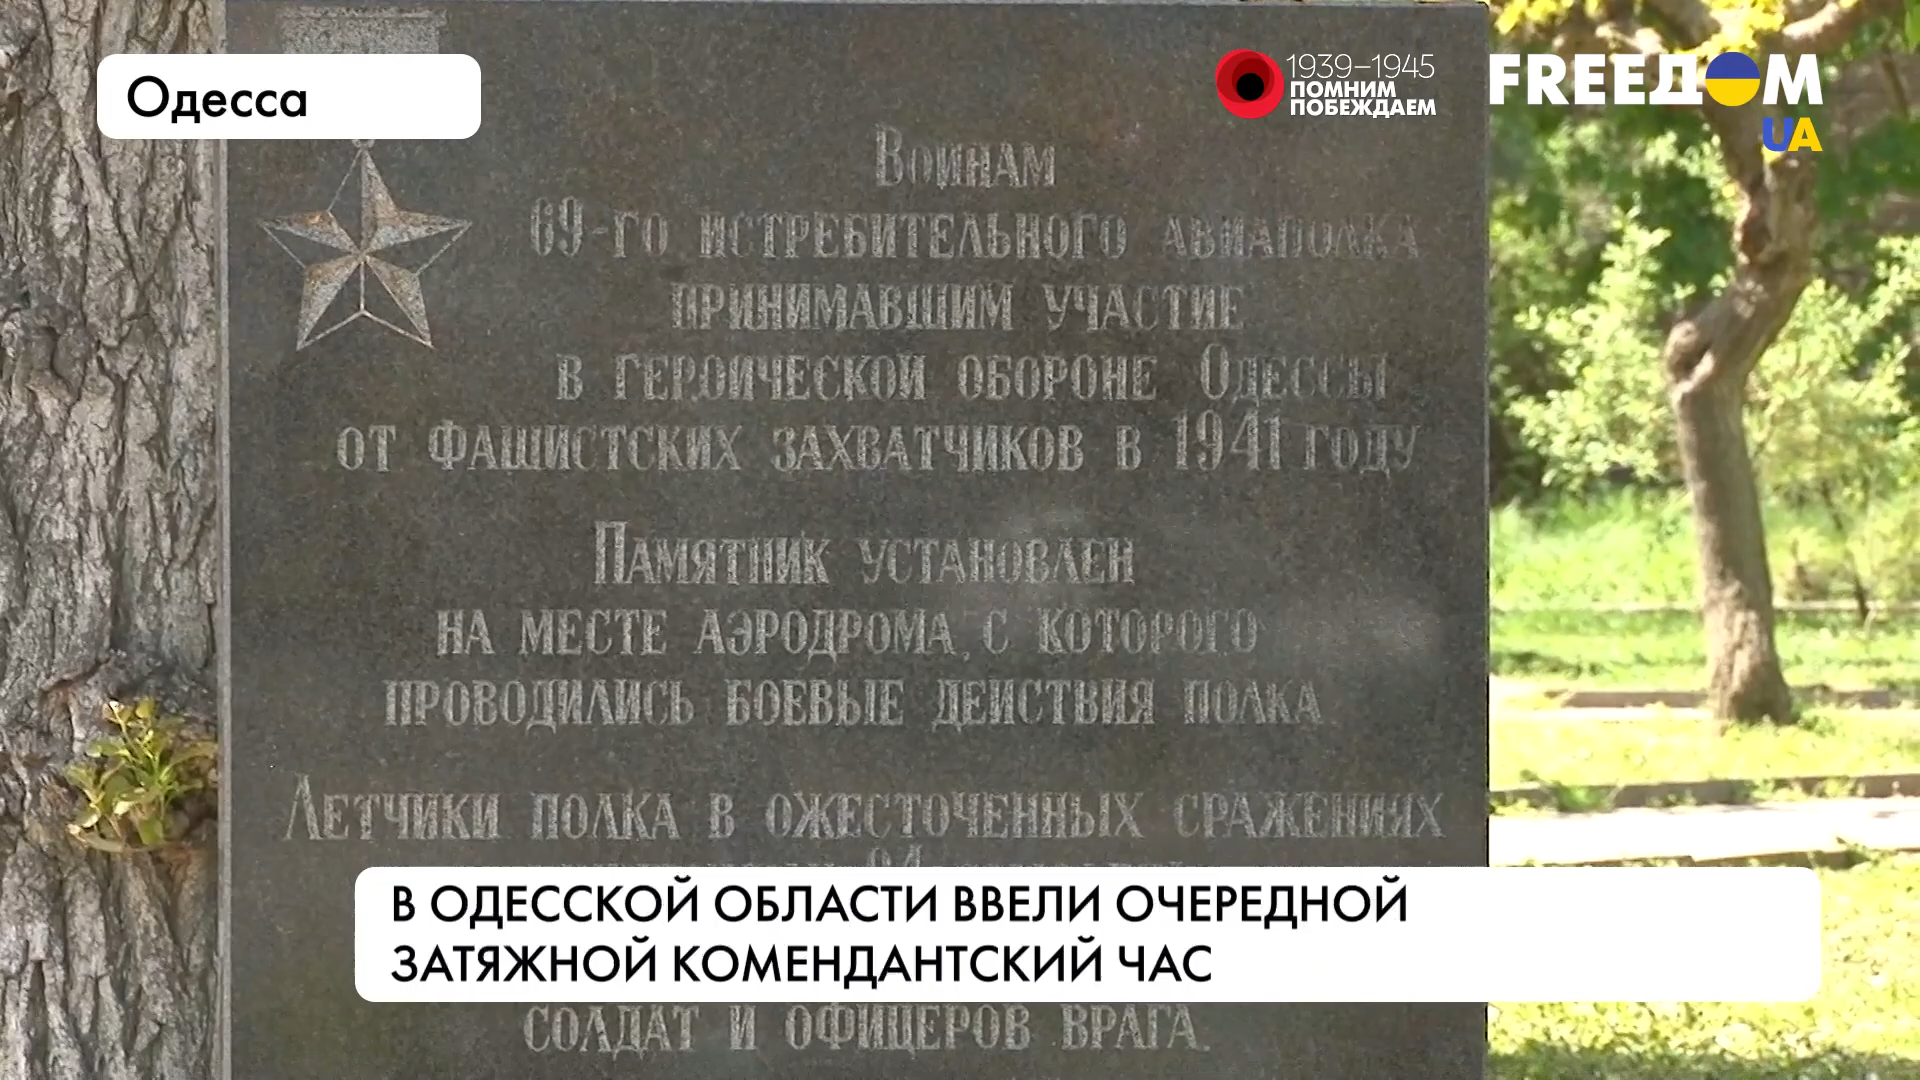 Одесса
1939–1945
ПОМНИМ
ПОБЕЖДАЕМ
FREEДОМ
UA
Воинам
69-го истребительного авиаполка
принимавшим участие
в героической обороне Одессы
от фашистских захватчиков в 1941 году
Памятник установлен
на месте аэродрома, с которого
проводились боевые действия полка.
Летчики полка в ожесточенных сражениях
В ОДЕССКОЙ ОБЛАСТИ ВВЕЛИ ОЧЕРЕДНОЙ
ЗАТЯЖНОЙ КОМЕНДАНТСКИЙ ЧАС
солдат и офицеров врага.